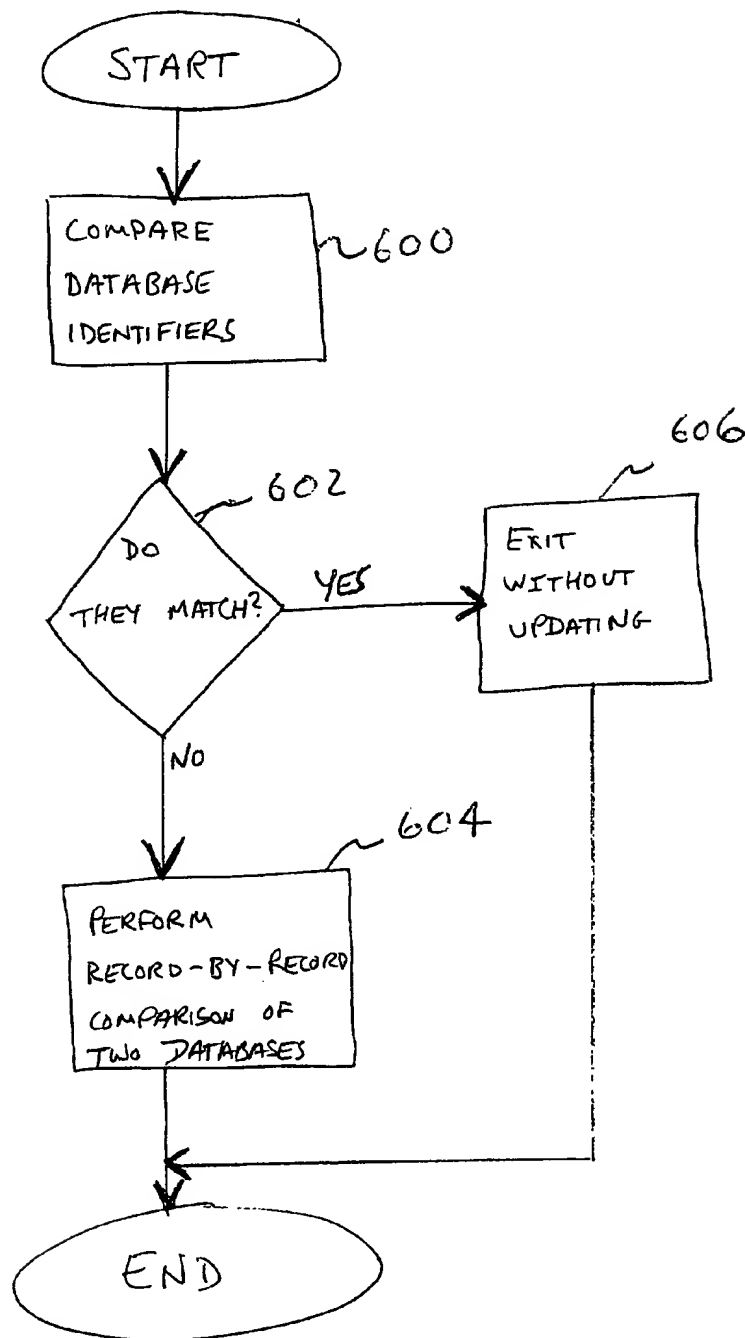 START
COMPARE
DATABASE
IDENTIFIERS
600
602
DO
THEY MATCH?
YES
606
EXIT
WITHOUT
UPDATING
NO
604
PERFORM
RECORD-BY-RECORD
COMPARISON OF
TWO DATABASES
END